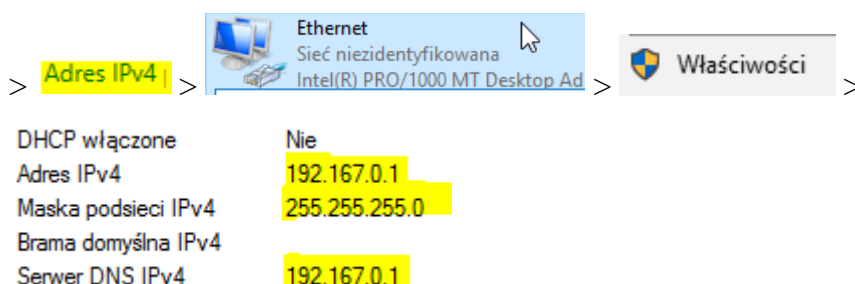 > Adres IPv4 > Ethernet
Sieć niezidentyfikowana
Intel(R) PRO/1000 MT Desktop Ad > Właściwości >
DHCP włączone Nie
Adres IPv4 192.167.0.1
Maska podsieci IPv4 255.255.255.0
Brama domyślna IPv4
Serwer DNS IPv4 192.167.0.1